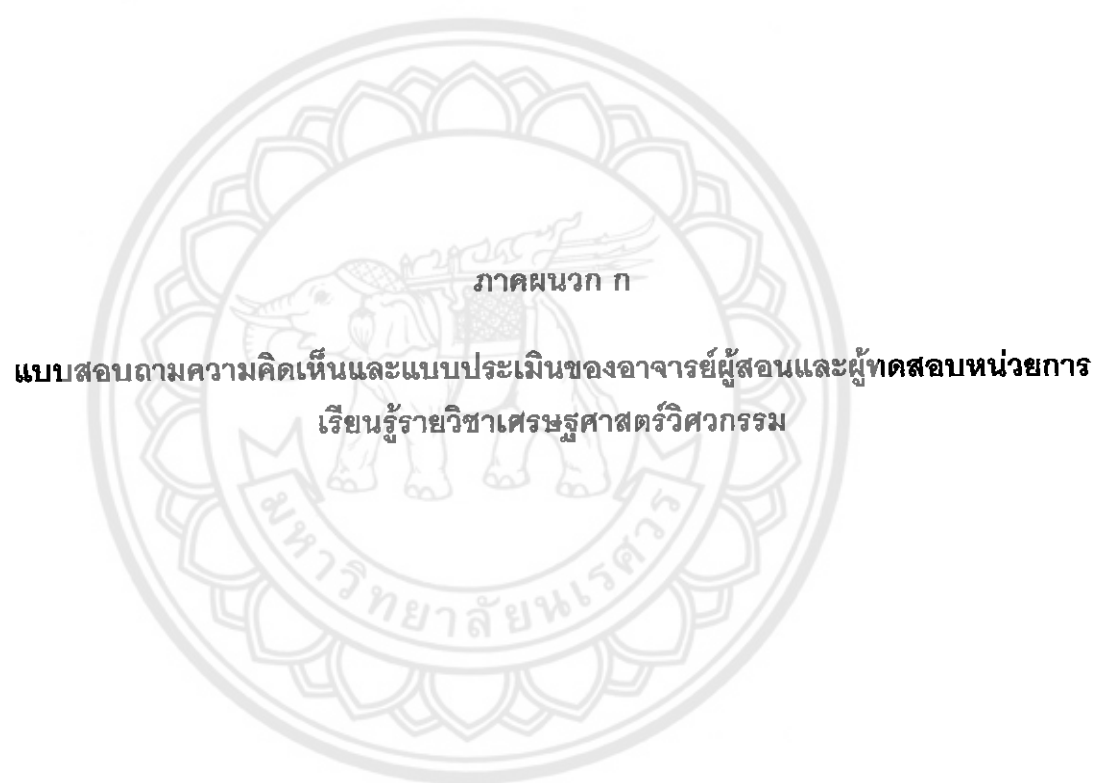 ภาคผนวก ก
แบบสอบถามความคิดเห็นและแบบประเมินของอาจารย์ผู้สอนและผู้ทดสอบหน่วยการ
เรียนรู้รายวิชาเศรษฐศาสตร์วิศวกรรม
มหาวิทยาลัยนเรศวร